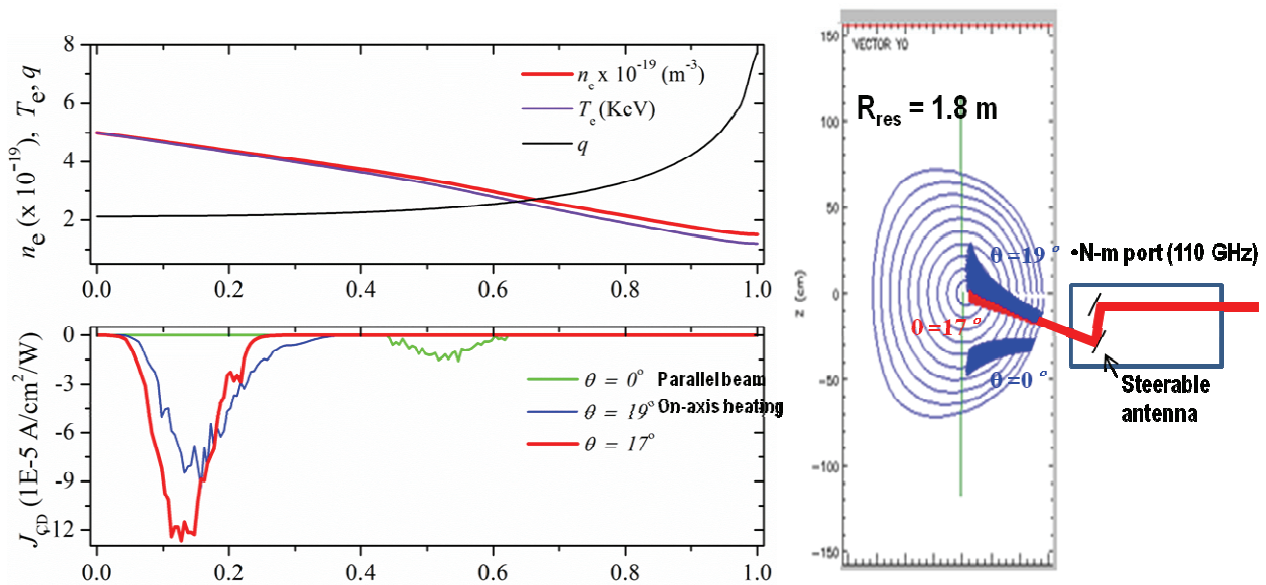 8
6
4
2
0.0 0.2 0.4 0.6 0.8 1.0
nₑ (x 10⁻¹⁹), Tₑ, q
nₑ x 10⁻¹⁹ (m⁻³)
Tₑ (KeV)
q
0
-3
-6
-9
-12
0.0 0.2 0.4 0.6 0.8 1.0
J_CD (1E-5 A/cm²/W)
θ = 0° Parallel beam
θ = 19° On-axis heating
θ = 17°
VECTOR YO
R_res = 1.8 m
150
100
50
0
−50
−100
−150
z (cm)
θ =19 °
•N-m port (110 GHz)
θ =17 °
θ =0 °
Steerable
antenna